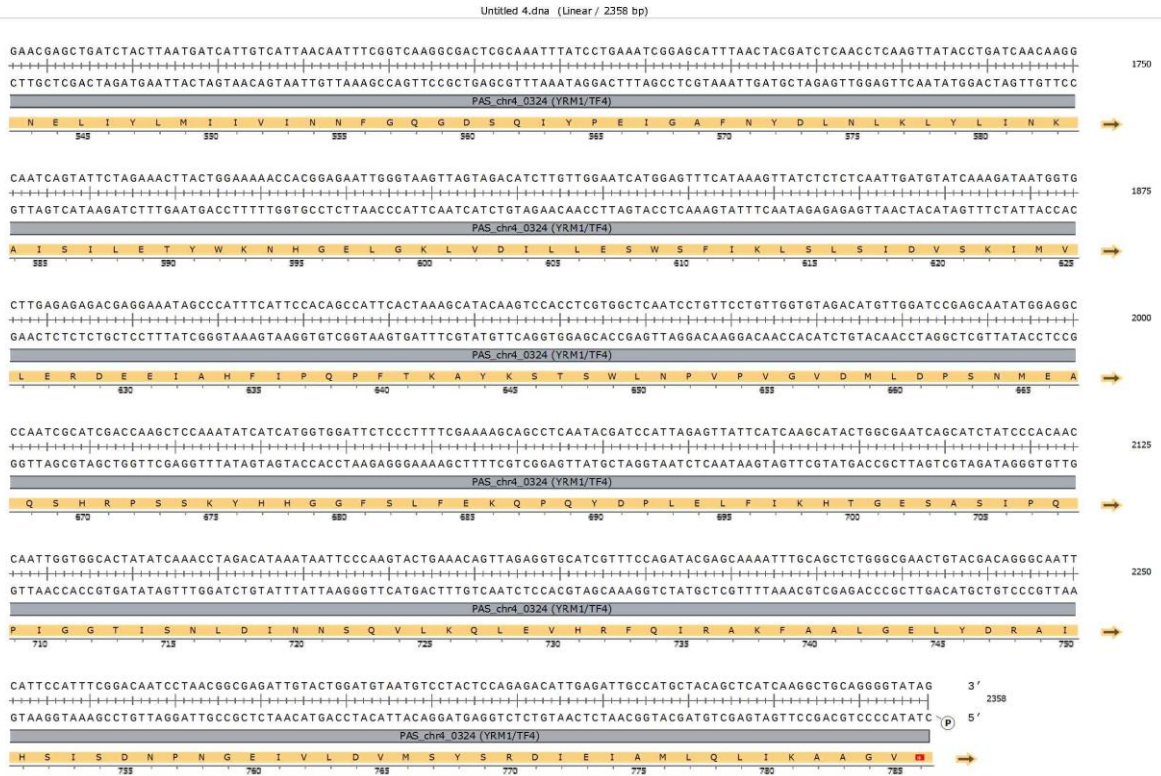 Untitled 4.dna (Linear / 2358 bp)
GAACGAGCTGATCTACTTAATGATCATTGTCATTAACAATTTCGGTCAAGGCGACTCGCAAATTTATCCTGAAATCGGAGCATTTAACTACGATCTCAACCTCAAGTTATACCTGATCAACAAGG
1750
CTTGCTCGACTAGATGAATTACTAGTAACAGTAATTGTTAAAGCCAGTTCCGCTGAGCGTTTAAATAGGACTTTAGCCTCGTAAATTGATGCTAGAGTTGGAGTTCAATATGGACTAGTTGTTCC
PAS_chr4_0324 (YRM1/TF4)
N E L I Y L M I I V I N N F G Q G D S Q I Y P E I G A F N Y D L N L K L Y L I N K
545 550 555 560 565 570 575 580
CAATCAGTATTCTAGAAACTTACTGGAAAAACCACGGAGAATTGGGTAAGTTAGTAGACATCTTGTTGGAATCATGGAGTTTCATAAAGTTATCTCTCTCAATTGATGTATCAAAGATAATGGTG
1875
GTTAGTCATAAGATCTTTGAATGACCTTTTTGGTGCCTCTTAACCCATTCAATCATCTGTAGAACAACCTTAGTACCTCAAAGTATTTCAATAGAGAGAGTTAACTACATAGTTTCTATTACCAC
PAS_chr4_0324 (YRM1/TF4)
A I S I L E T Y W K N H G E L G K L V D I L L E S W S F I K L S L S I D V S K I M V
585 590 595 600 605 610 615 620 625
CTTGAGAGAGACGAGGAAATAGCCCATTTCATTCCACAGCCATTCACTAAAGCATACAAGTCCACCTCGTGGCTCAATCCTGTTCCTGTTGGTGTAGACATGTTGGATCCGAGCAATATGGAGGC
2000
GAACTCTCTCTGCTCCTTTATCGGGTAAAGTAAGGTGTCGGTAAGTGATTTCGTATGTTCAGGTGGAGCACCGAGTTAGGACAAGGACAACCACATCTGTACAACCTAGGCTCGTTATACCTCCG
PAS_chr4_0324 (YRM1/TF4)
L E R D E E I A H F I P Q P F T K A Y K S T S W L N P V P V G V D M L D P S N M E A
630 635 640 645 650 655 660 665
CCAATCGCATCGACCAAGCTCCAAATATCATCATGGTGGATTCTCCCTTTTCGAAAAGCAGCCTCAATACGATCCATTAGAGTTATTCATCAAGCATACTGGCGAATCAGCATCTATCCCACAAC
2125
GGTTAGCGTAGCTGGTTCGAGGTTTATAGTAGTACCACCTAAGAGGGAAAAGCTTTTCGTCGGAGTTATGCTAGGTAATCTCAATAAGTAGTTCGTATGACCGCTTAGTCGTAGATAGGGTGTTG
PAS_chr4_0324 (YRM1/TF4)
Q S H R P S S K Y H H G G F S L F E K Q P Q Y D P L E L F I K H T G E S A S I P Q
670 675 680 685 690 695 700 705
CAATTGGTGGCACTATATCAAACCTAGACATAAATAATTCCCAAGTACTGAAACAGTTAGAGGTGCATCGTTTCCAGATACGAGCAAAATTTGCAGCTCTGGGCGAACTGTACGACAGGGCAATT
2250
GTTAACCACCGTGATATAGTTTGGATCTGTATTTATTAAGGGTTCATGACTTTGTCAATCTCCACGTAGCAAAGGTCTATGCTCGTTTTAAACGTCGAGACCCGCTTGACATGCTGTCCCGTTAA
PAS_chr4_0324 (YRM1/TF4)
P I G G T I S N L D I N N S Q V L K Q L E V H R F Q I R A K F A A L G E L Y D R A I
710 715 720 725 730 735 740 745 750
CATTCCATTTCGGACAATCCTAACGGCGAGATTGTACTGGATGTAATGTCCTACTCCAGAGACATTGAGATTGCCATGCTACAGCTCATCAAGGCTGCAGGGGTATAG 3′
2358
GTAAGGTAAAGCCTGTTAGGATTGCCGCTCTAACATGACCTACATTACAGGATGAGGTCTCTGTAACTCTAACGGTACGATGTCGAGTAGTTCCGACGTCCCCATATC P 5′
PAS_chr4_0324 (YRM1/TF4)
H S I S D N P N G E I V L D V M S Y S R D I E I A M L Q L I K A A G V
755 760 765 770 775 780 785